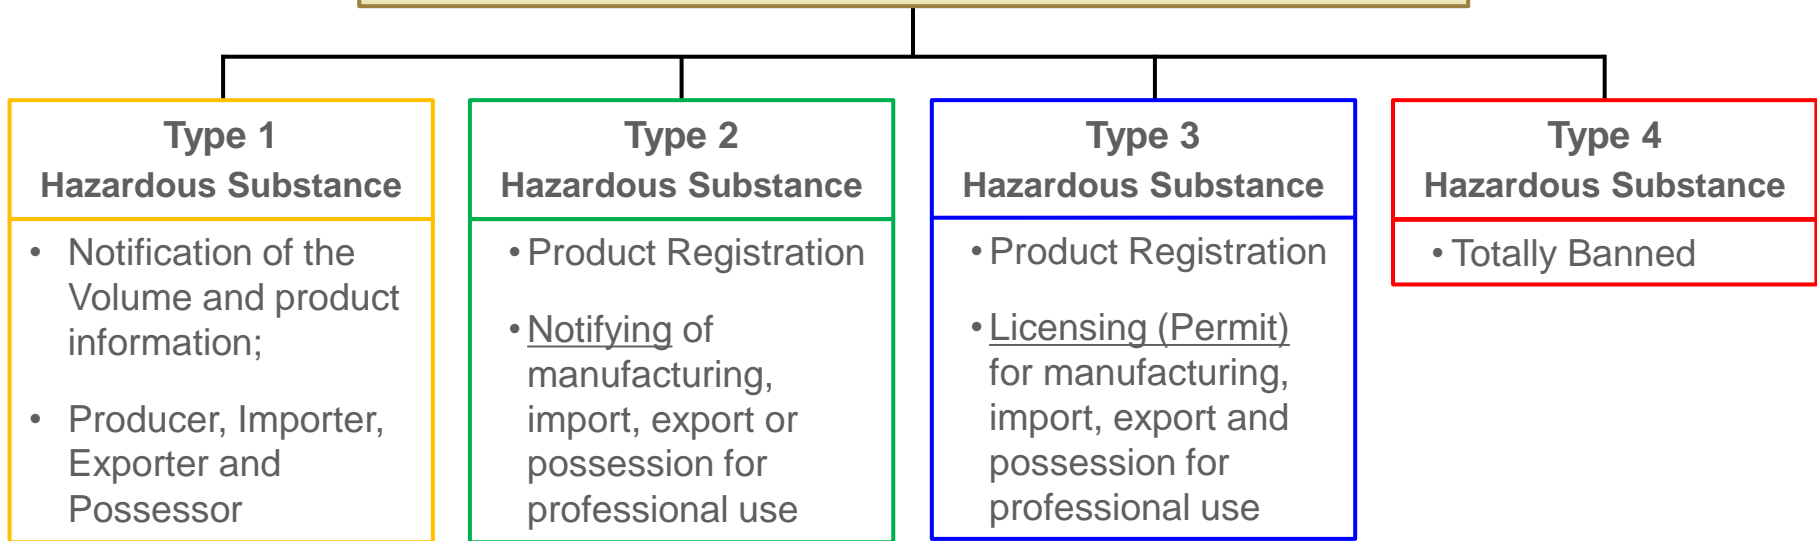 Type 1
Hazardous Substance
• Notification of the
Volume and product
information;
• Producer, Importer,
Exporter and
Possessor
Type 2
Hazardous Substance
• Product Registration
• Notifying of
manufacturing,
import, export or
possession for
professional use
Type 3
Hazardous Substance
• Product Registration
• Licensing (Permit)
for manufacturing,
import, export and
possession for
professional use
Type 4
Hazardous Substance
• Totally Banned